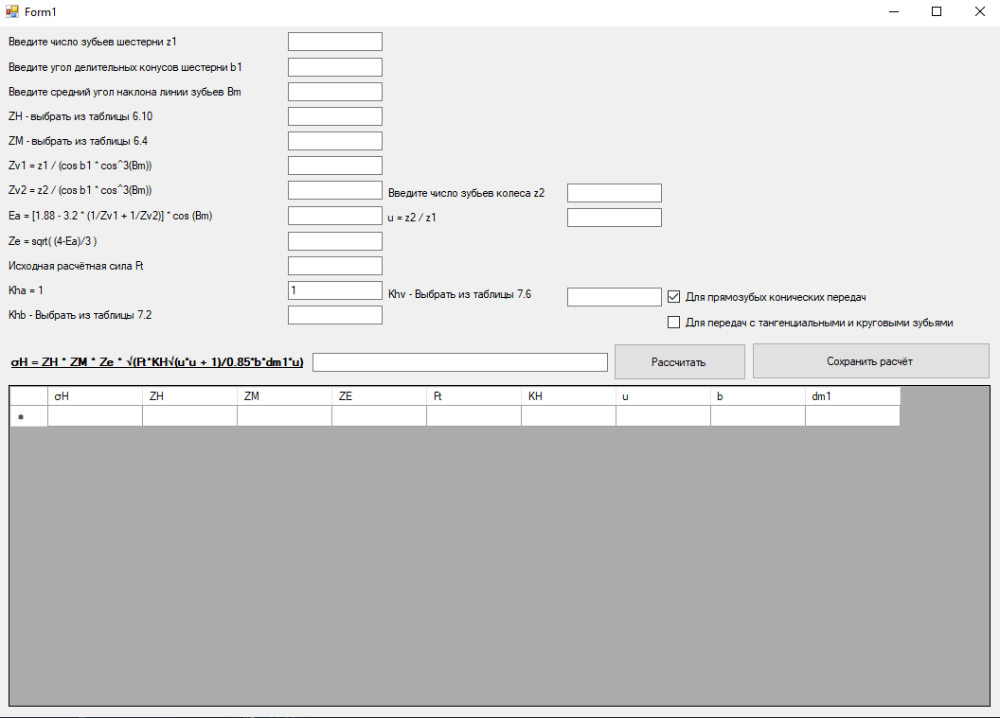 Form1
Введите число зубьев шестерни z1
Введите угол делительных конусов шестерни b1
Введите средний угол наклона линии зубьев Bm
ZH - выбрать из таблицы 6.10
ZM - выбрать из таблицы 6.4
Zv1 = z1 / (cos b1 * cos^3(Bm))
Zv2 = z2 / (cos b1 * cos^3(Bm))
Введите число зубьев колеса z2
Ea = [1.88 - 3.2 * (1/Zv1 + 1/Zv2)] * cos (Bm)
u = z2 / z1
Ze = sqrt( (4-Ea)/3 )
Исходная расчётная сила Ft
Kha = 1
1
Khv - Выбрать из таблицы 7.6
Для прямозубых конических передач
Khb - Выбрать из таблицы 7.2
Для передач с тангенциальными и круговыми зубьями
σH = ZH * ZM * Ze * √(Ft*KH√(u*u + 1)/0.85*b*dm1*u)
Рассчитать
Сохранить расчёт
σH ZH ZM ZE Ft KH u b dm1